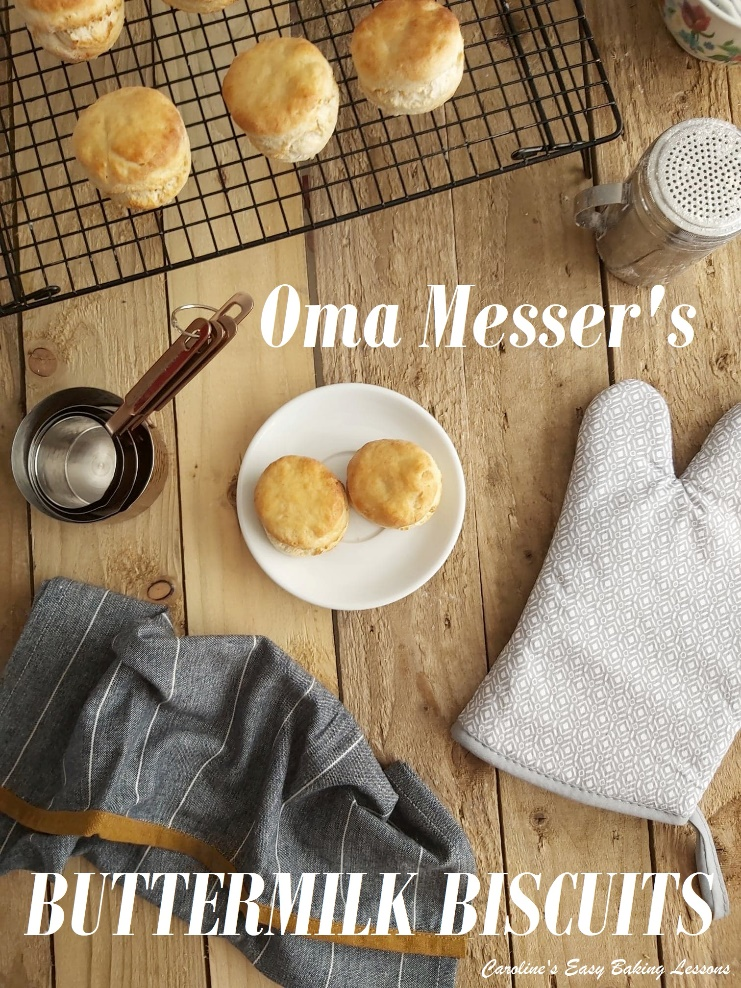 Oma Messer's
BUTTERMILK BISCUITS
Caroline's Easy Baking Lessons